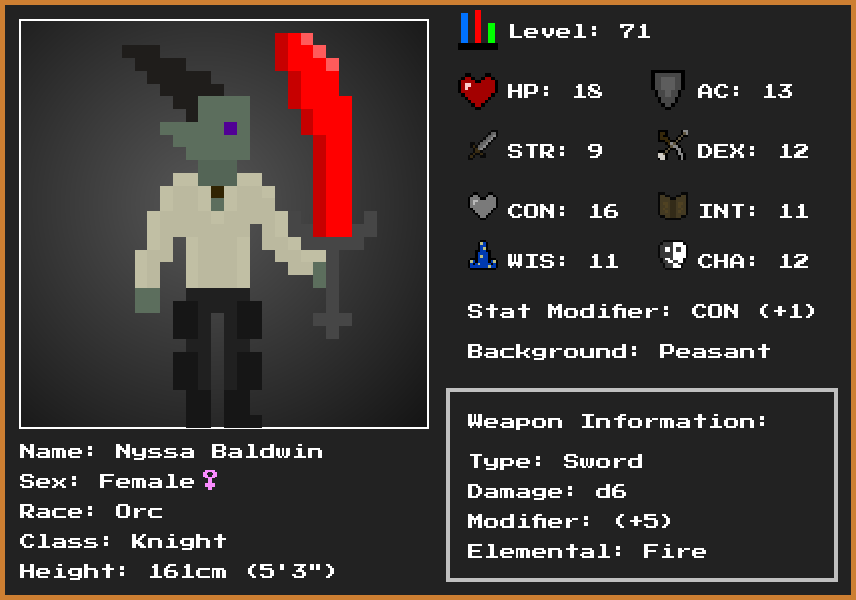 Level: 71
HP: 18
AC: 13
STR: 9
DEX: 12
CON: 16
INT: 11
WIS: 11
CHA: 12
Stat Modifier: CON (+1)
Background: Peasant
Weapon Information:
Type: Sword
Damage: d6
Modifier: (+5)
Elemental: Fire
Name: Nyssa Baldwin
Sex: Female♀
Race: Orc
Class: Knight
Height: 161cm (5'3")